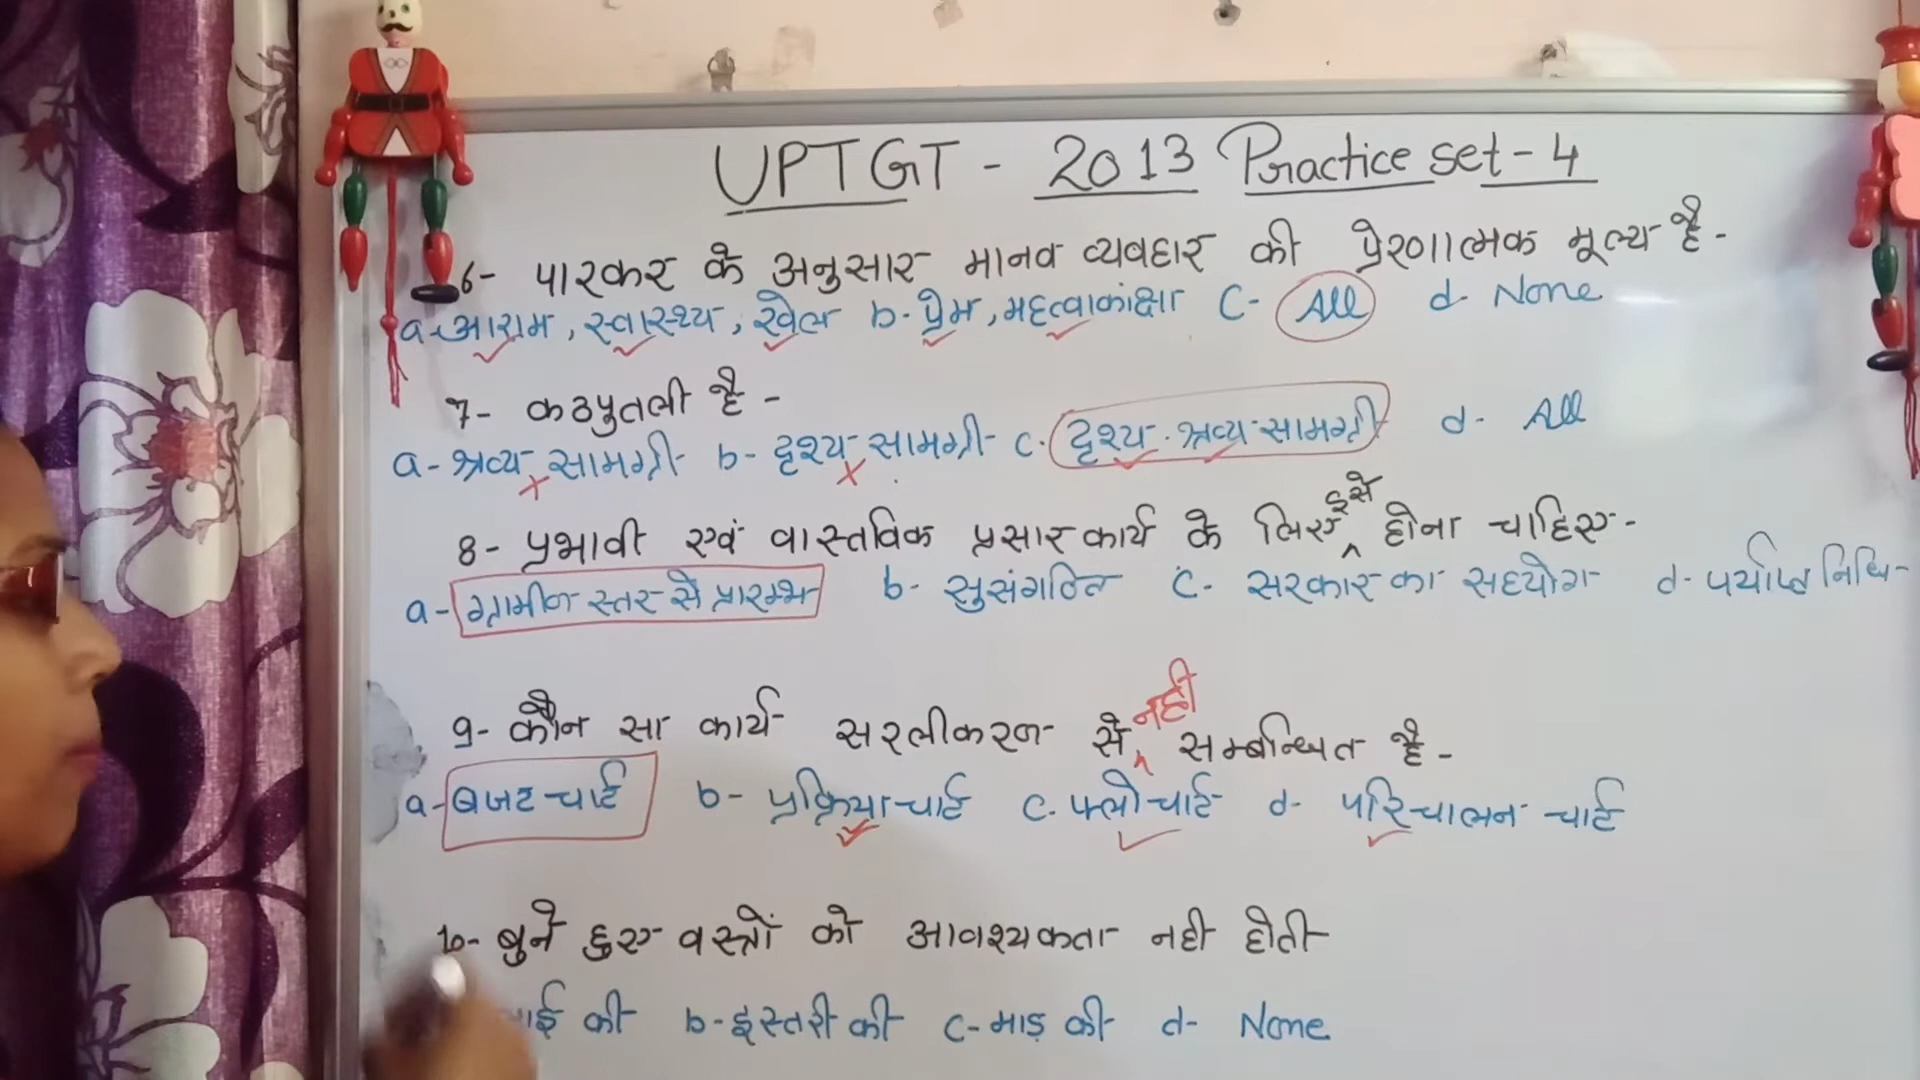 UPTGT - 2013 Practice set - 4
6- पारकर के अनुसार मानव व्यवहार की प्रेरणात्मक मूल्य है -
a- आराम, स्वास्थ्य, खेल b- प्रेम, महत्वाकांक्षा C- All d- None
7- कठपुतली है -
a- श्रव्य सामग्री b- दृश्य सामग्री c. दृश्य-श्रव्य सामग्री d- All
8- प्रभावी एवं वास्तविक प्रसार कार्य के लिए इसे होना चाहिए -
a- ग्रामीण स्तर से प्रारम्भ b- सुसंगठित c- सरकार का सहयोग d- पर्याप्त निधि-
9- कौन सा कार्य सरलीकरण से नही सम्बन्धित है -
a- बजट चार्ट b- प्रक्रिया चार्ट c. फ्लो चार्ट d- परिचालन चार्ट
10- बुने हुए वस्त्रों को आवश्यकता नही होती
की b- इस्तरी की c- माड़ की d- None